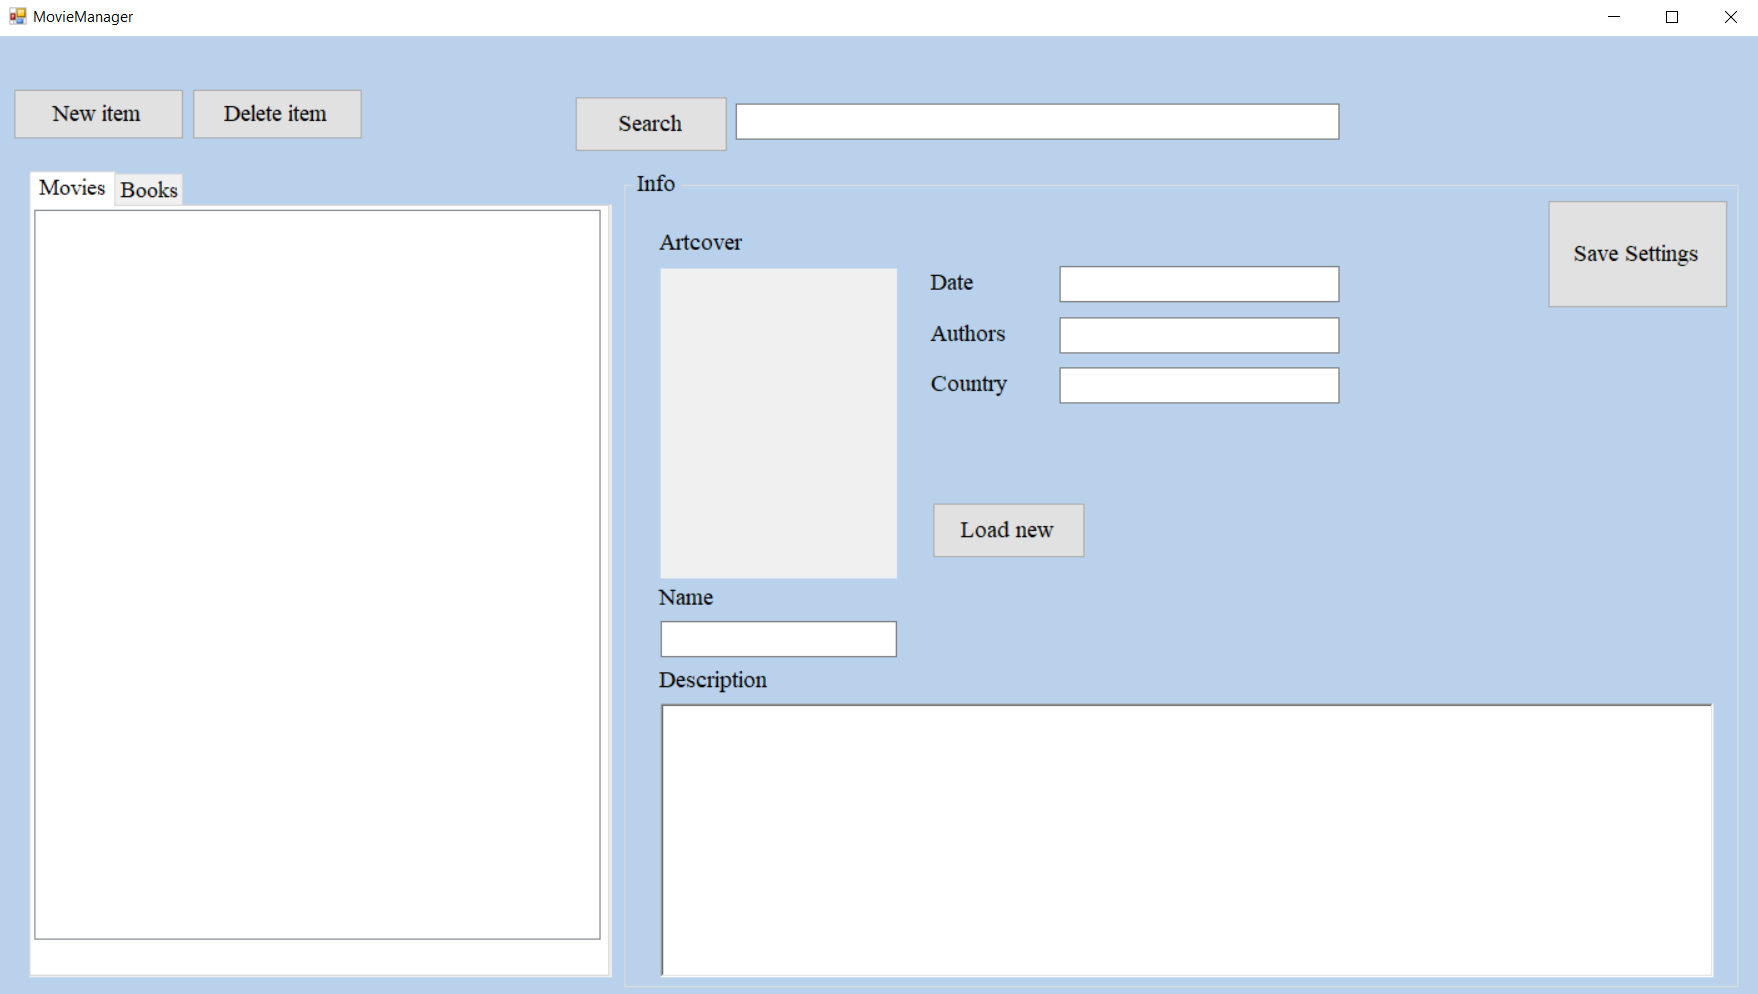 MovieManager
New item
Delete item
Search
Movies
Books
Info
Artcover
Save Settings
Date
Authors
Country
Load new
Name
Description